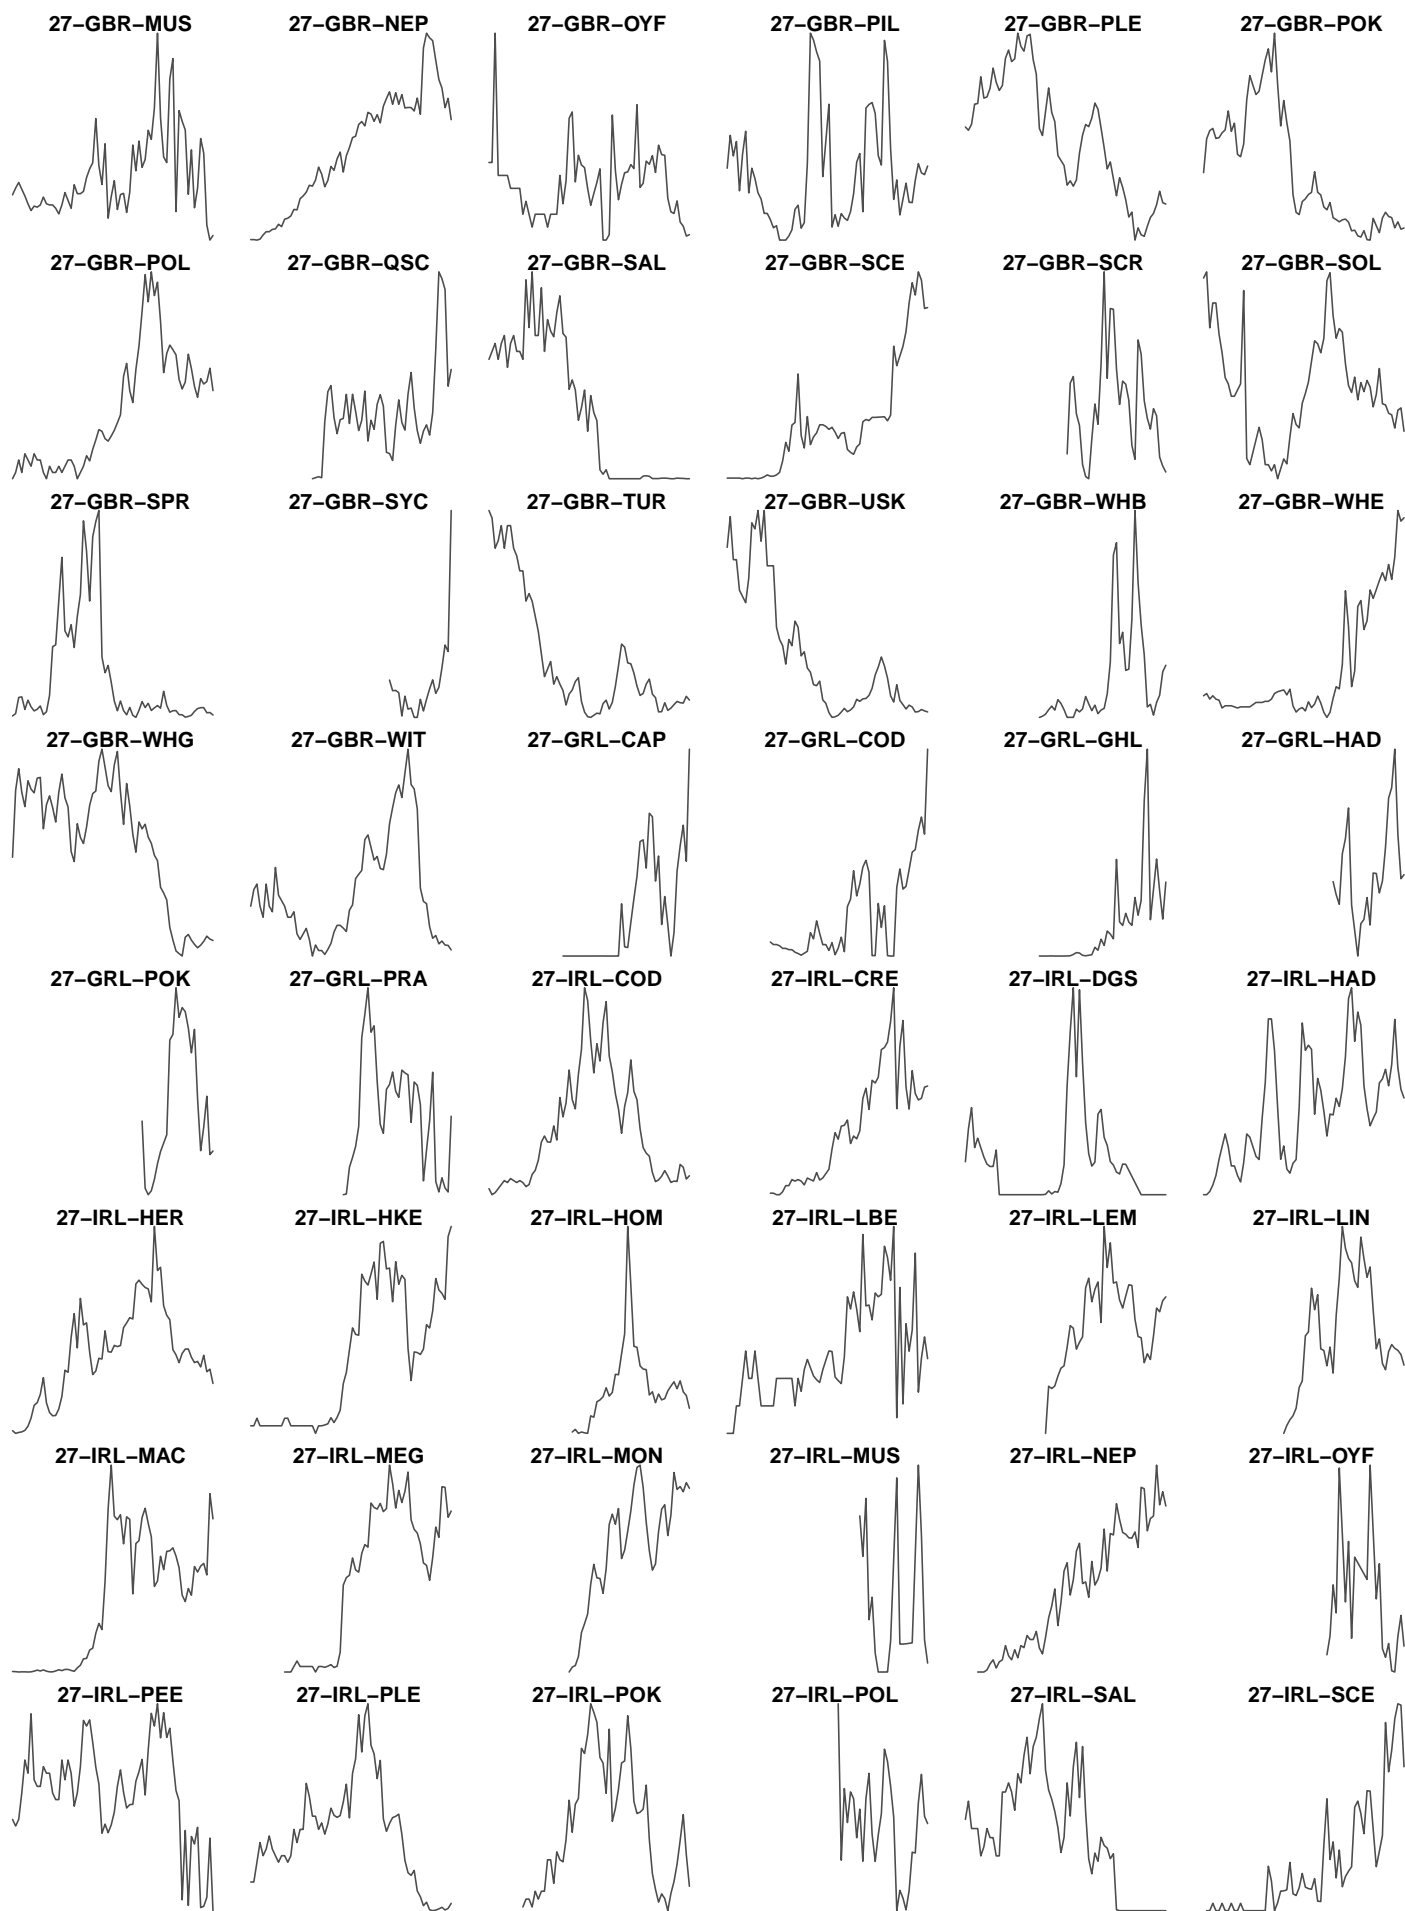 27–GBR–MUS 27–GBR–NEP 27–GBR–OYF 27–GBR–PIL 27–GBR–PLE 27–GBR–POK
27–GBR–POL 27–GBR–QSC 27–GBR–SAL 27–GBR–SCE 27–GBR–SCR 27–GBR–SOL
27–GBR–SPR 27–GBR–SYC 27–GBR–TUR 27–GBR–USK 27–GBR–WHB 27–GBR–WHE
27–GBR–WHG 27–GBR–WIT 27–GRL–CAP 27–GRL–COD 27–GRL–GHL 27–GRL–HAD
27–GRL–POK 27–GRL–PRA 27–IRL–COD 27–IRL–CRE 27–IRL–DGS 27–IRL–HAD
27–IRL–HER 27–IRL–HKE 27–IRL–HOM 27–IRL–LBE 27–IRL–LEM 27–IRL–LIN
27–IRL–MAC 27–IRL–MEG 27–IRL–MON 27–IRL–MUS 27–IRL–NEP 27–IRL–OYF
27–IRL–PEE 27–IRL–PLE 27–IRL–POK 27–IRL–POL 27–IRL–SAL 27–IRL–SCE